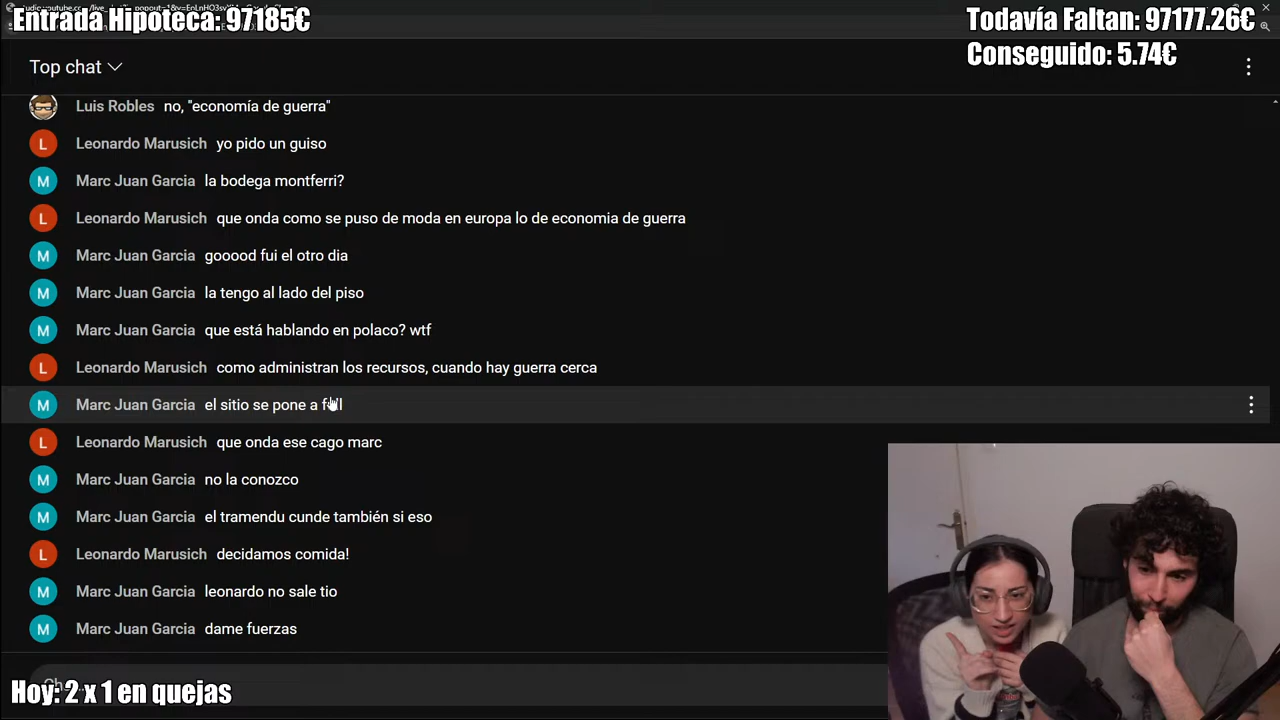 Entrada Hipoteca: 97185€
Todavía Faltan: 97177.26€
Conseguido: 5.74€
Top chat
Luis Robles no, "economía de guerra"
L Leonardo Marusich yo pido un guiso
M Marc Juan Garcia la bodega montferri?
L Leonardo Marusich que onda como se puso de moda en europa lo de economia de guerra
M Marc Juan Garcia gooood fui el otro dia
M Marc Juan Garcia la tengo al lado del piso
M Marc Juan Garcia que está hablando en polaco? wtf
L Leonardo Marusich como administran los recursos, cuando hay guerra cerca
M Marc Juan Garcia el sitio se pone a full
L Leonardo Marusich que onda ese cago marc
M Marc Juan Garcia no la conozco
M Marc Juan Garcia el tramendu cunde también si eso
L Leonardo Marusich decidamos comida!
M Marc Juan Garcia leonardo no sale tio
M Marc Juan Garcia dame fuerzas
Hoy: 2 x 1 en quejas